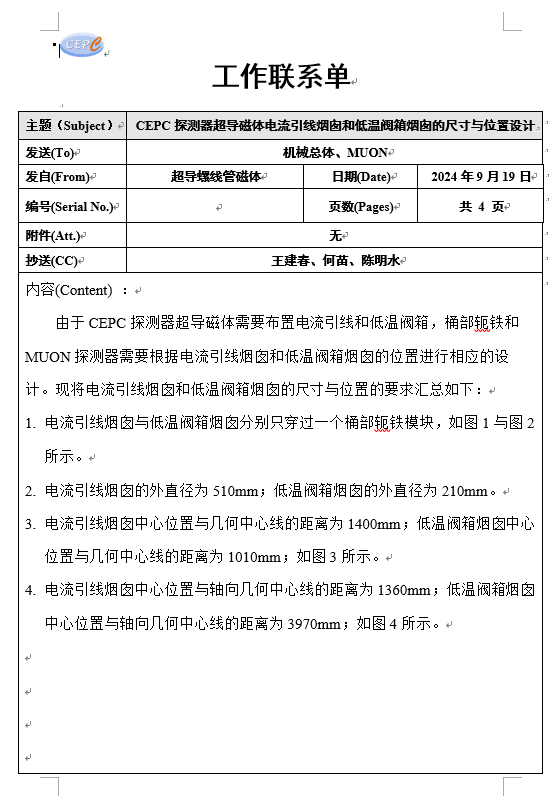 CEPC
工作联系单
主题（Subject） CEPC 探测器超导磁体电流引线烟囱和低温阀箱烟囱的尺寸与位置设计
发送(To) 机械总体、MUON
发自(From) 超导螺线管磁体 日期(Date) 2024 年 9 月 19 日
编号(Serial No.) 页数(Pages) 共 4 页
附件(Att.) 无
抄送(CC) 王建春、何苗、陈明水
内容(Content) ：
由于 CEPC 探测器超导磁体需要布置电流引线和低温阀箱，桶部轭铁和
MUON 探测器需要根据电流引线烟囱和低温阀箱烟囱的位置进行相应的设
计。现将电流引线烟囱和低温阀箱烟囱的尺寸与位置的要求汇总如下：
1. 电流引线烟囱与低温阀箱烟囱分别只穿过一个桶部轭铁模块，如图 1 与图 2
所示。
2. 电流引线烟囱的外直径为 510mm；低温阀箱烟囱的外直径为 210mm。
3. 电流引线烟囱中心位置与几何中心线的距离为 1400mm；低温阀箱烟囱中心
位置与几何中心线的距离为 1010mm；如图 3 所示。
4. 电流引线烟囱中心位置与轴向几何中心线的距离为 1360mm；低温阀箱烟囱
中心位置与轴向几何中心线的距离为 3970mm；如图 4 所示。